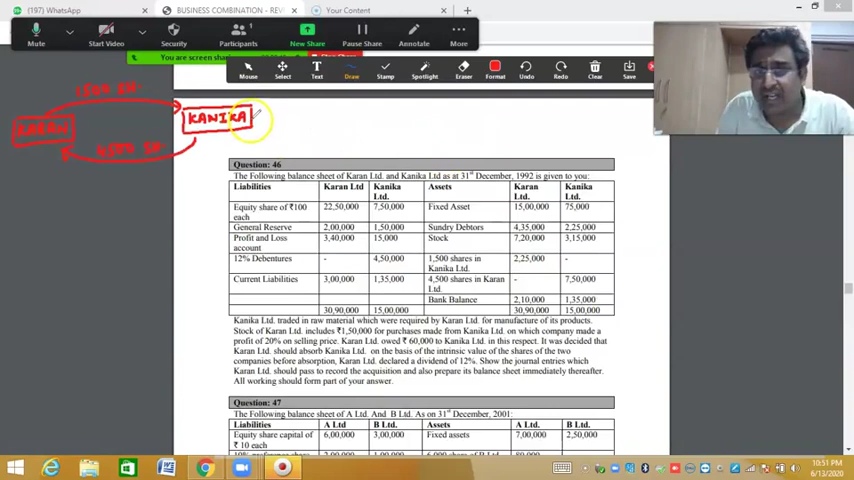 (197) WhatsApp
BUSINESS COMBINATION - REV
Your Content
Mute
Start Video
Security
1
Participants
New Share
Pause Share
Annotate
More
You are screen shar
Mouse
Select
Text
Draw
Stamp
Spotlight
Eraser
Format
Undo
Redo
Clear
Save
1500 SH.
KARAN
KANIKA
4500 SH.
Question: 46
The Following balance sheet of Karan Ltd. and Kanika Ltd as at 31st December, 1992 is given to you:
Liabilities Karan Ltd Kanika Ltd. Assets Karan Ltd. Kanika Ltd.
Equity share of ₹100 each 22,50,000 7,50,000 Fixed Asset 15,00,000 75,000
General Reserve 2,00,000 1,50,000 Sundry Debtors 4,35,000 2,25,000
Profit and Loss account 3,40,000 15,000 Stock 7,20,000 3,15,000
12% Debentures - 4,50,000 1,500 shares in Kanika Ltd. 2,25,000 -
Current Liabilities 3,00,000 1,35,000 4,500 shares in Karan Ltd. - 7,50,000
Bank Balance 2,10,000 1,35,000
30,90,000 15,00,000 30,90,000 15,00,000
Kanika Ltd. traded in raw material which were required by Karan Ltd. for manufacture of its products.
Stock of Karan Ltd. includes ₹1,50,000 for purchases made from Kanika Ltd. on which company made a
profit of 20% on selling price. Karan Ltd. owed ₹ 60,000 to Kanika Ltd. in this respect. It was decided that
Karan Ltd. should absorb Kanika Ltd. on the basis of the intrinsic value of the shares of the two
companies before absorption, Karan Ltd. declared a dividend of 12%. Show the journal entries which
Karan Ltd. should pass to record the acquisition and also prepare its balance sheet immediately thereafter.
All working should form part of your answer.
Question: 47
The Following balance sheet of A Ltd. And B Ltd. As on 31st December, 2001:
Liabilities A Ltd B Ltd. Assets A Ltd. B Ltd.
Equity share capital of ₹ 10 each 6,00,000 3,00,000 Fixed assets 7,00,000 2,50,000
10:51 PM
6/13/2020